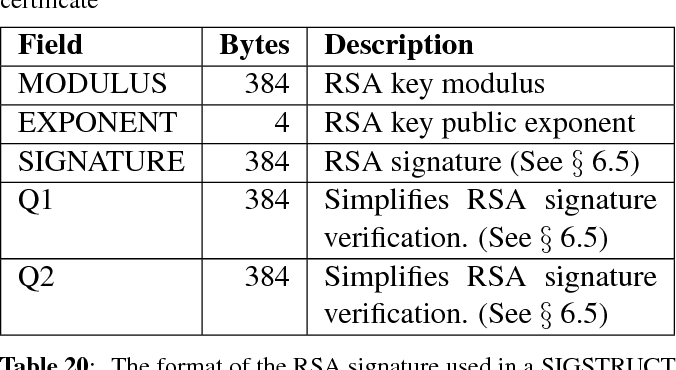 certificate
Field Bytes Description
MODULUS 384 RSA key modulus
EXPONENT 4 RSA key public exponent
SIGNATURE 384 RSA signature (See § 6.5)
Q1 384 Simplifies RSA signature
verification. (See § 6.5)
Q2 384 Simplifies RSA signature
verification. (See § 6.5)
Table 20: The format of the RSA signature used in a SIGSTRUCT